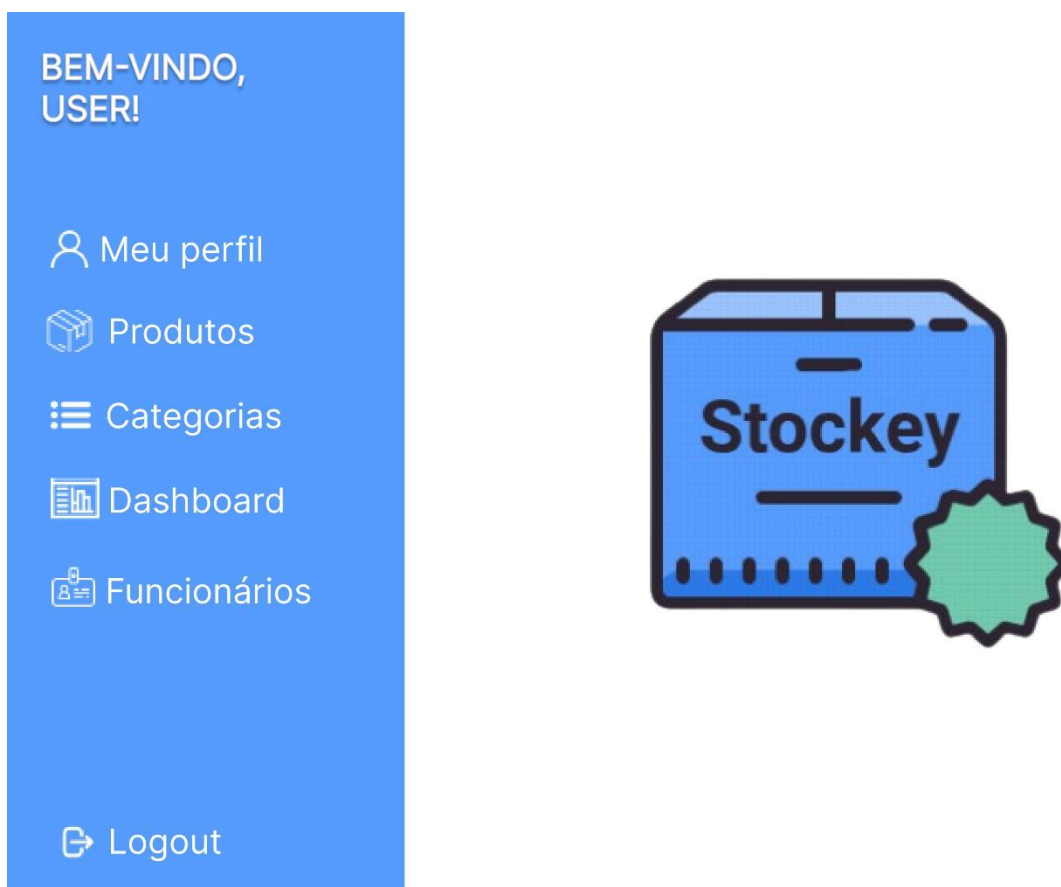 BEM-VINDO,
USER!
Meu perfil
Produtos
Categorias
Dashboard
Funcionários
Logout
Stockey